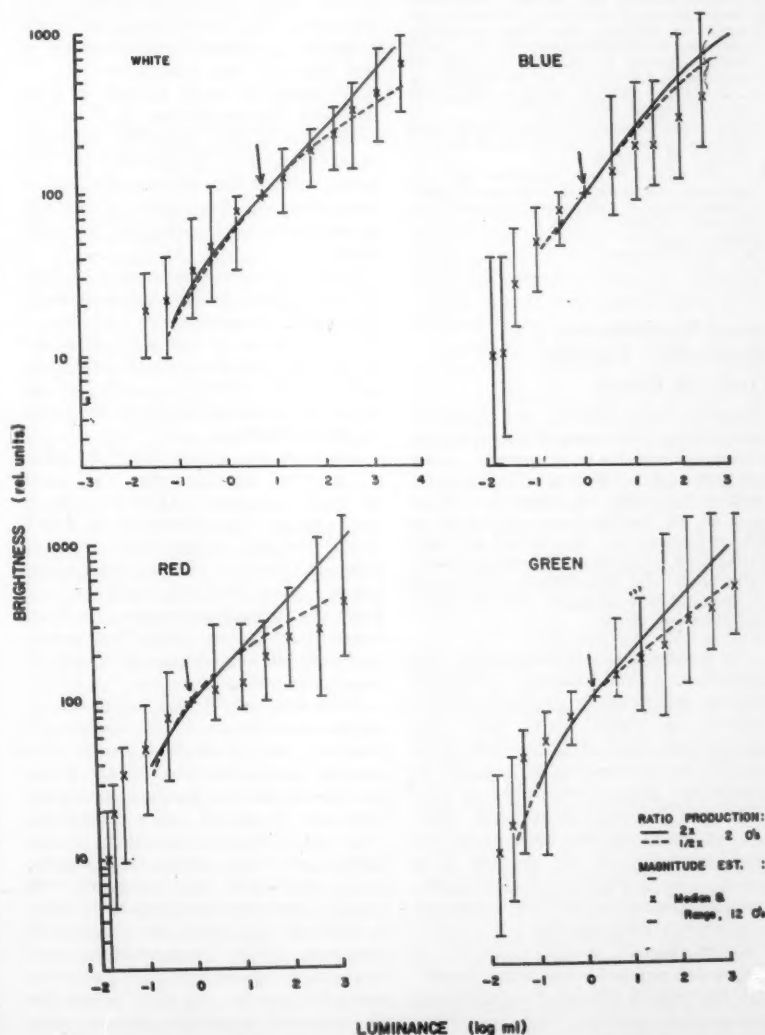 1000
WHITE
BLUE
100
10
-3 -2 -1 0 1 2 3 4
-2 -1 0 1 2 3
BRIGHTNESS (rel. units)
1000
RED
GREEN
100
10
1
-2 -1 0 1 2 3
-2 -1 0 1 2 3
RATIO PRODUCTION:
2x 2 O's
1/2x
MAGNITUDE EST. :
x Median &
Range, 12 O's
LUMINANCE (log ml)